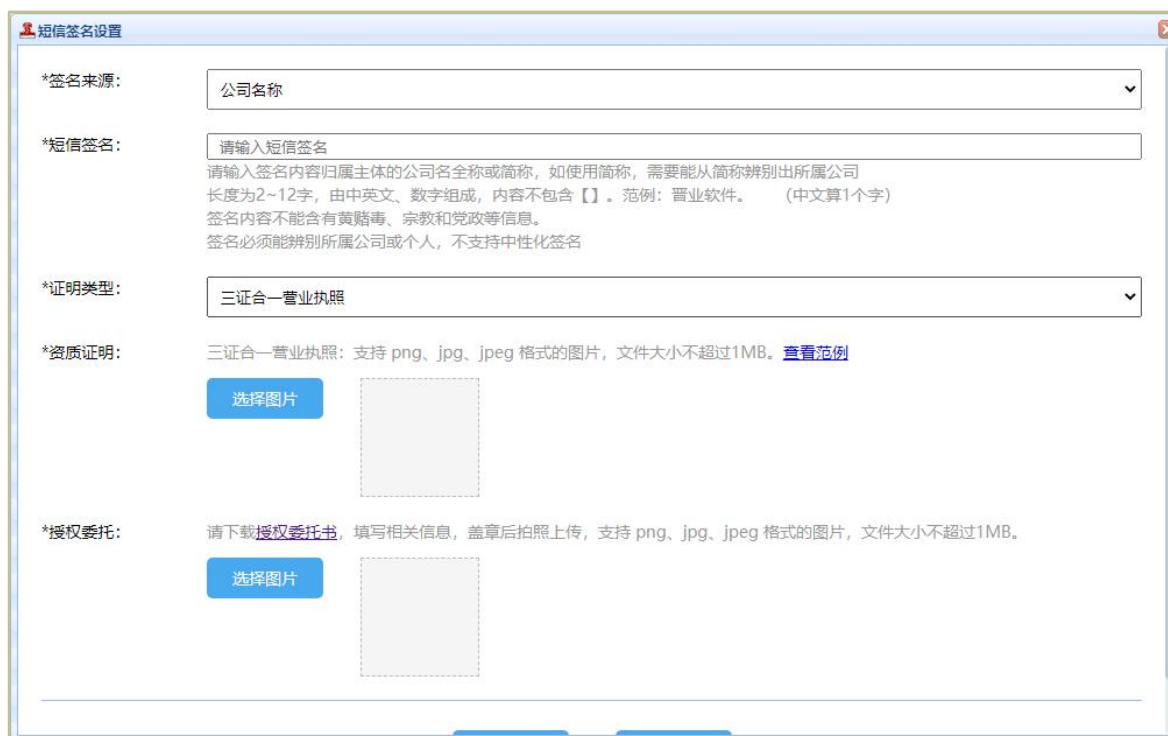 短信签名设置
*签名来源：
公司名称
*短信签名：
请输入短信签名
请输入签名内容归属主体的公司名全称或简称，如使用简称，需要能从简称辨别出所属公司
长度为2~12字，由中英文、数字组成，内容不包含【】。范例：晋业软件。 （中文算1个字）
签名内容不能含有黄赌毒、宗教和党政等信息。
签名必须能辨别所属公司或个人，不支持中性化签名
*证明类型：
三证合一营业执照
*资质证明：
三证合一营业执照：支持 png、jpg、jpeg 格式的图片，文件大小不超过1MB。查看范例
选择图片
*授权委托：
请下载授权委托书，填写相关信息，盖章后拍照上传，支持 png、jpg、jpeg 格式的图片，文件大小不超过1MB。
选择图片